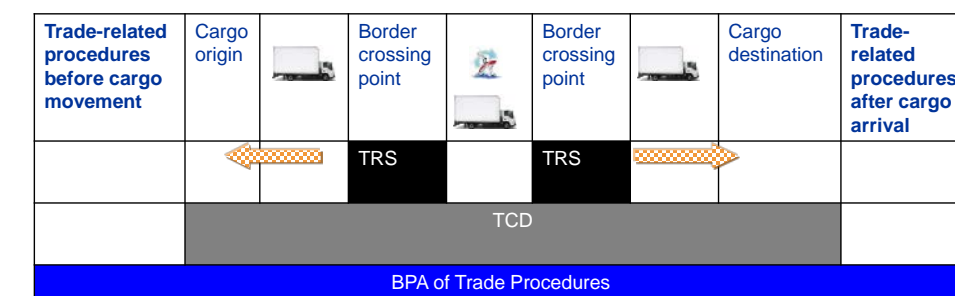 Trade-related
procedures
before cargo
movement
Cargo
origin
Border
crossing
point
Border
crossing
point
Cargo
destination
Trade-
related
procedures
after cargo
arrival
TRS
TRS
TCD
BPA of Trade Procedures